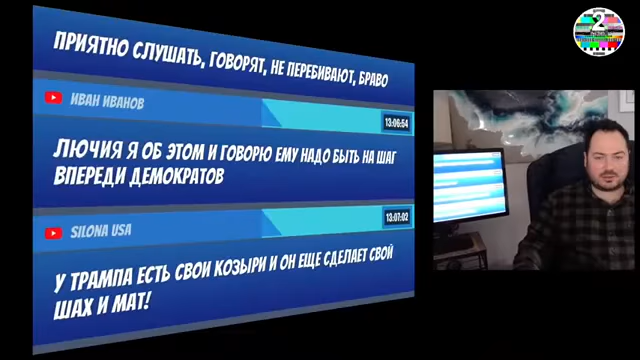 ПРИЯТНО СЛУШАТЬ, ГОВОРЯТ, НЕ ПЕРЕБИВАЮТ, БРАВО
ИВАН ИВАНОВ
13:06:54
ЛЮЧИЯ Я ОБ ЭТОМ И ГОВОРЮ ЕМУ НАДО БЫТЬ НА ШАГ
ВПЕРЕДИ ДЕМОКРАТОВ
SILONA USA
13:07:02
У ТРАМПА ЕСТЬ СВОИ КОЗЫРИ И ОН ЕЩЕ СДЕЛАЕТ СВОЙ
ШАХ И МАТ!
2